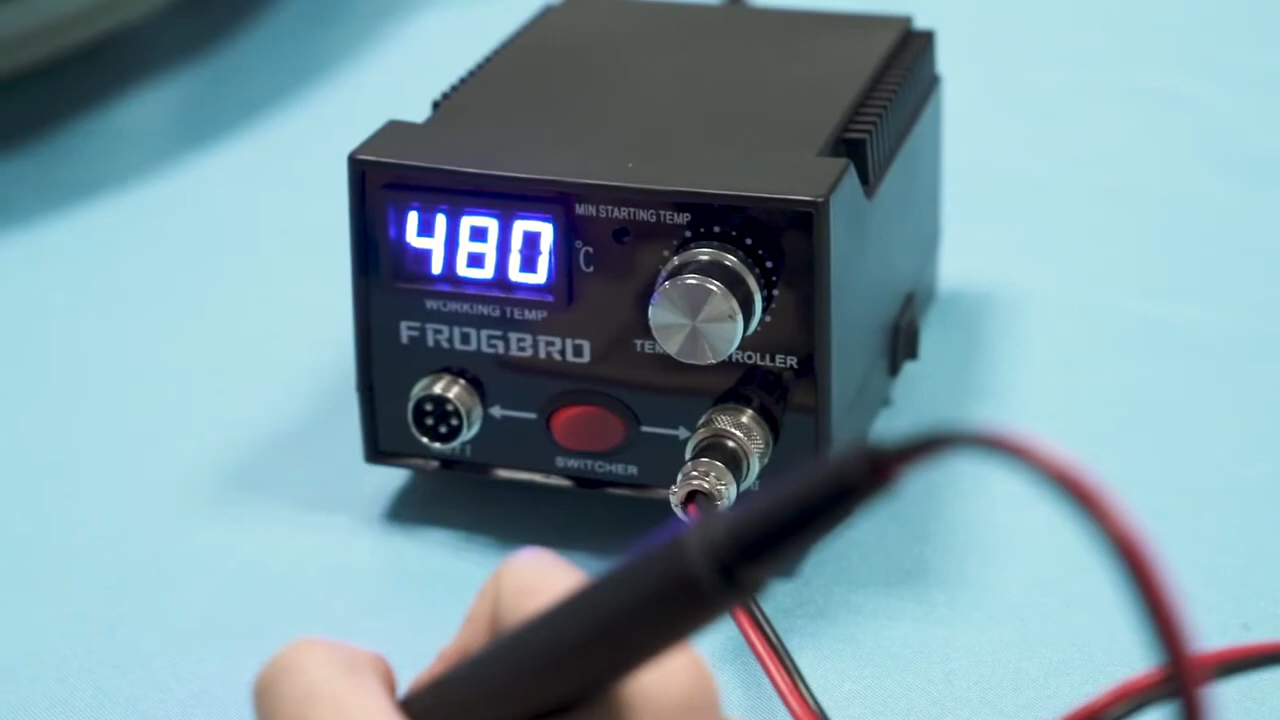 MIN STARTING TEMP
480 °C
WORKING TEMP
FROGBRO
SWITCHER